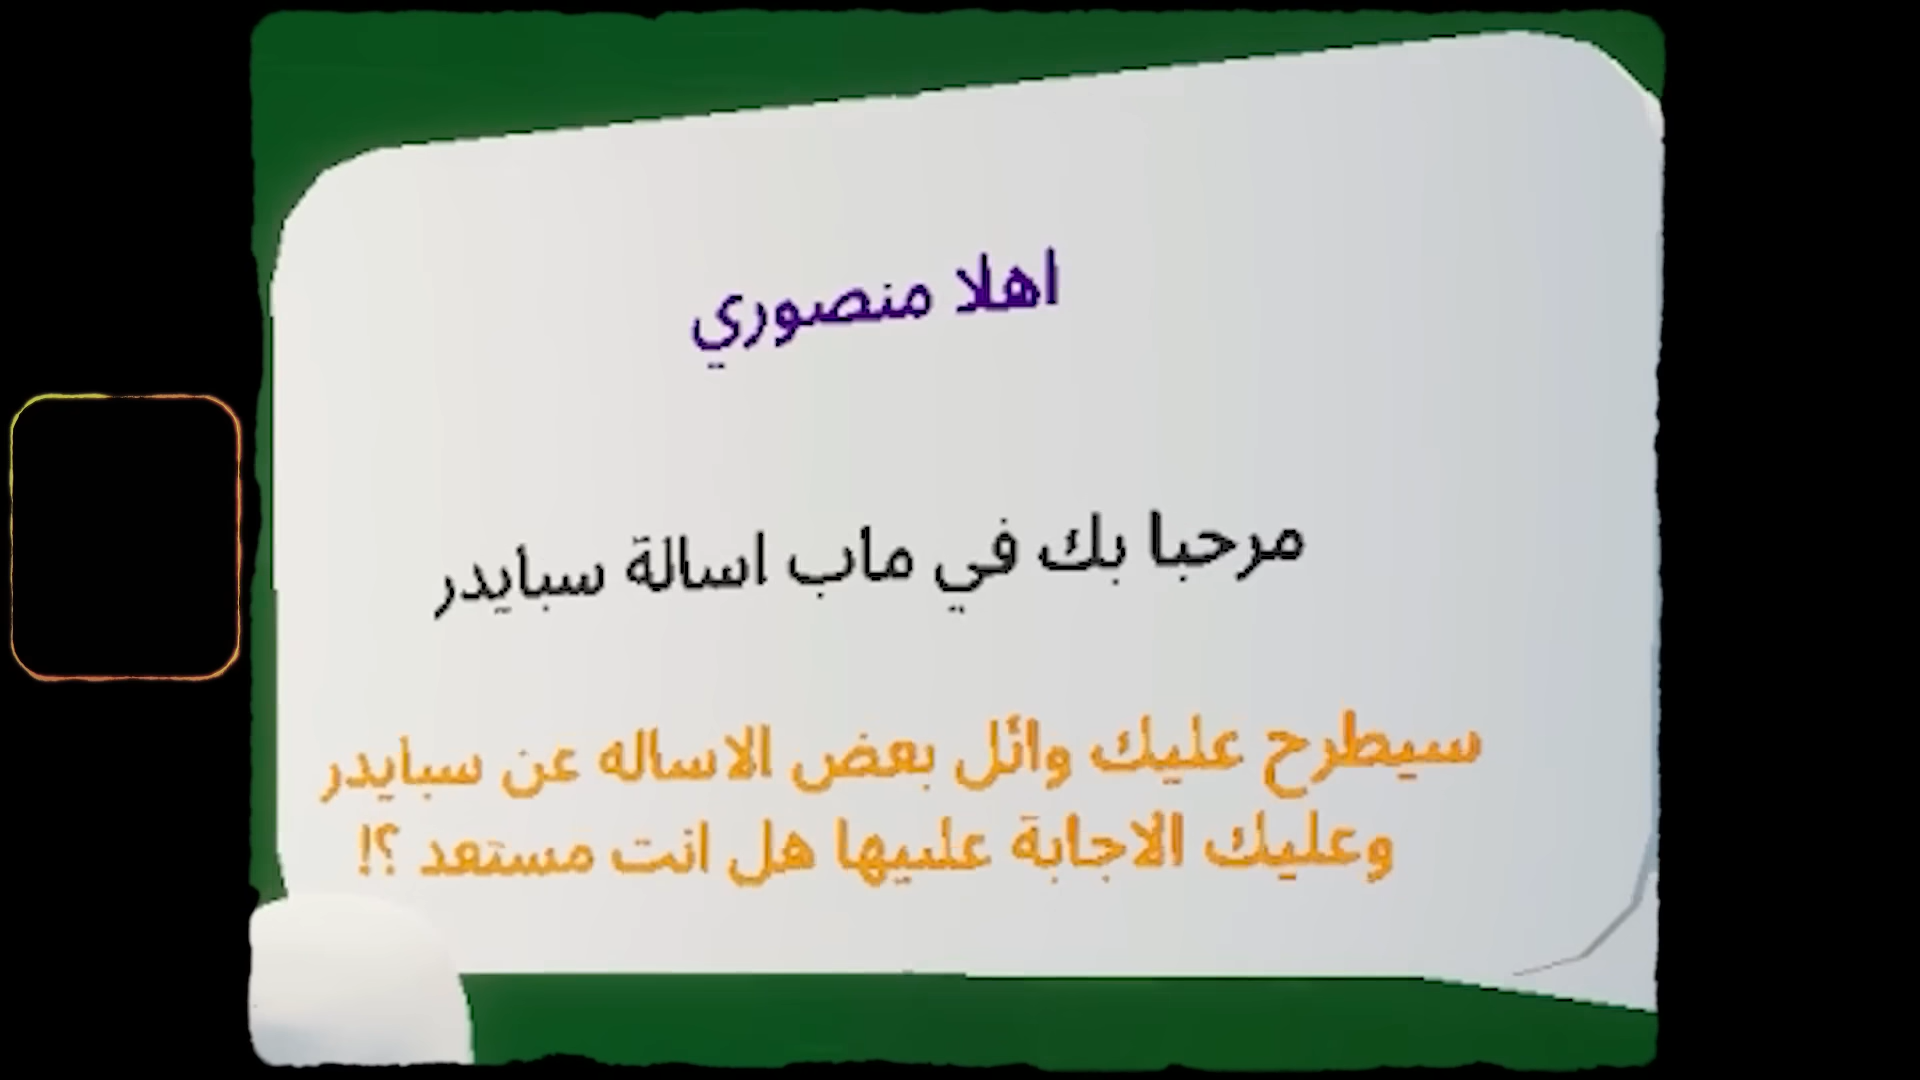 اهلا منصوري
مرحبا بك في ماب اسالة سبايدر
سيطرح عليك وائل بعض الاساله عن سبايدر
وعليك الاجابة علىيها هل انت مستعد ؟!